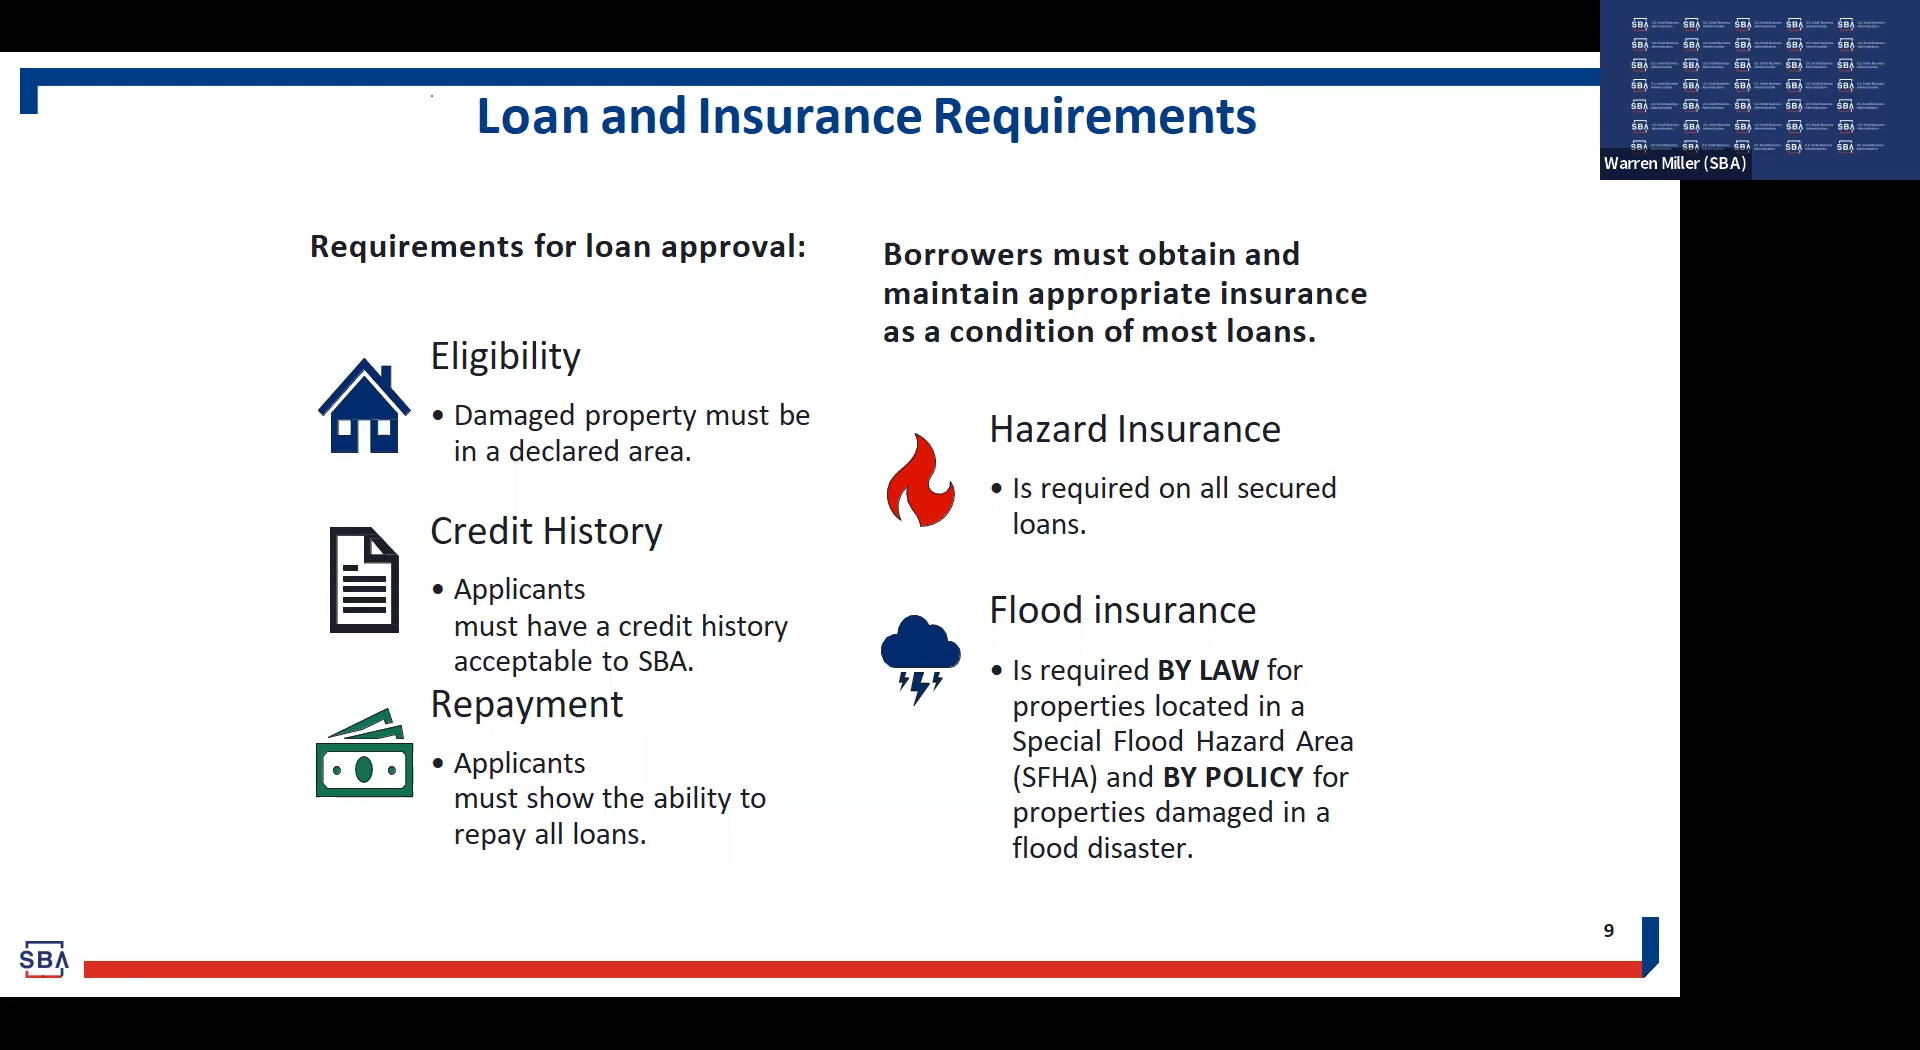 Loan and Insurance Requirements
Requirements for loan approval:
Eligibility
• Damaged property must be
in a declared area.
Credit History
• Applicants
must have a credit history
acceptable to SBA.
Repayment
• Applicants
must show the ability to
repay all loans.
Borrowers must obtain and
maintain appropriate insurance
as a condition of most loans.
Hazard Insurance
• Is required on all secured
loans.
Flood insurance
• Is required BY LAW for
properties located in a
Special Flood Hazard Area
(SFHA) and BY POLICY for
properties damaged in a
flood disaster.
9
SBA
Warren Miller (SBA)